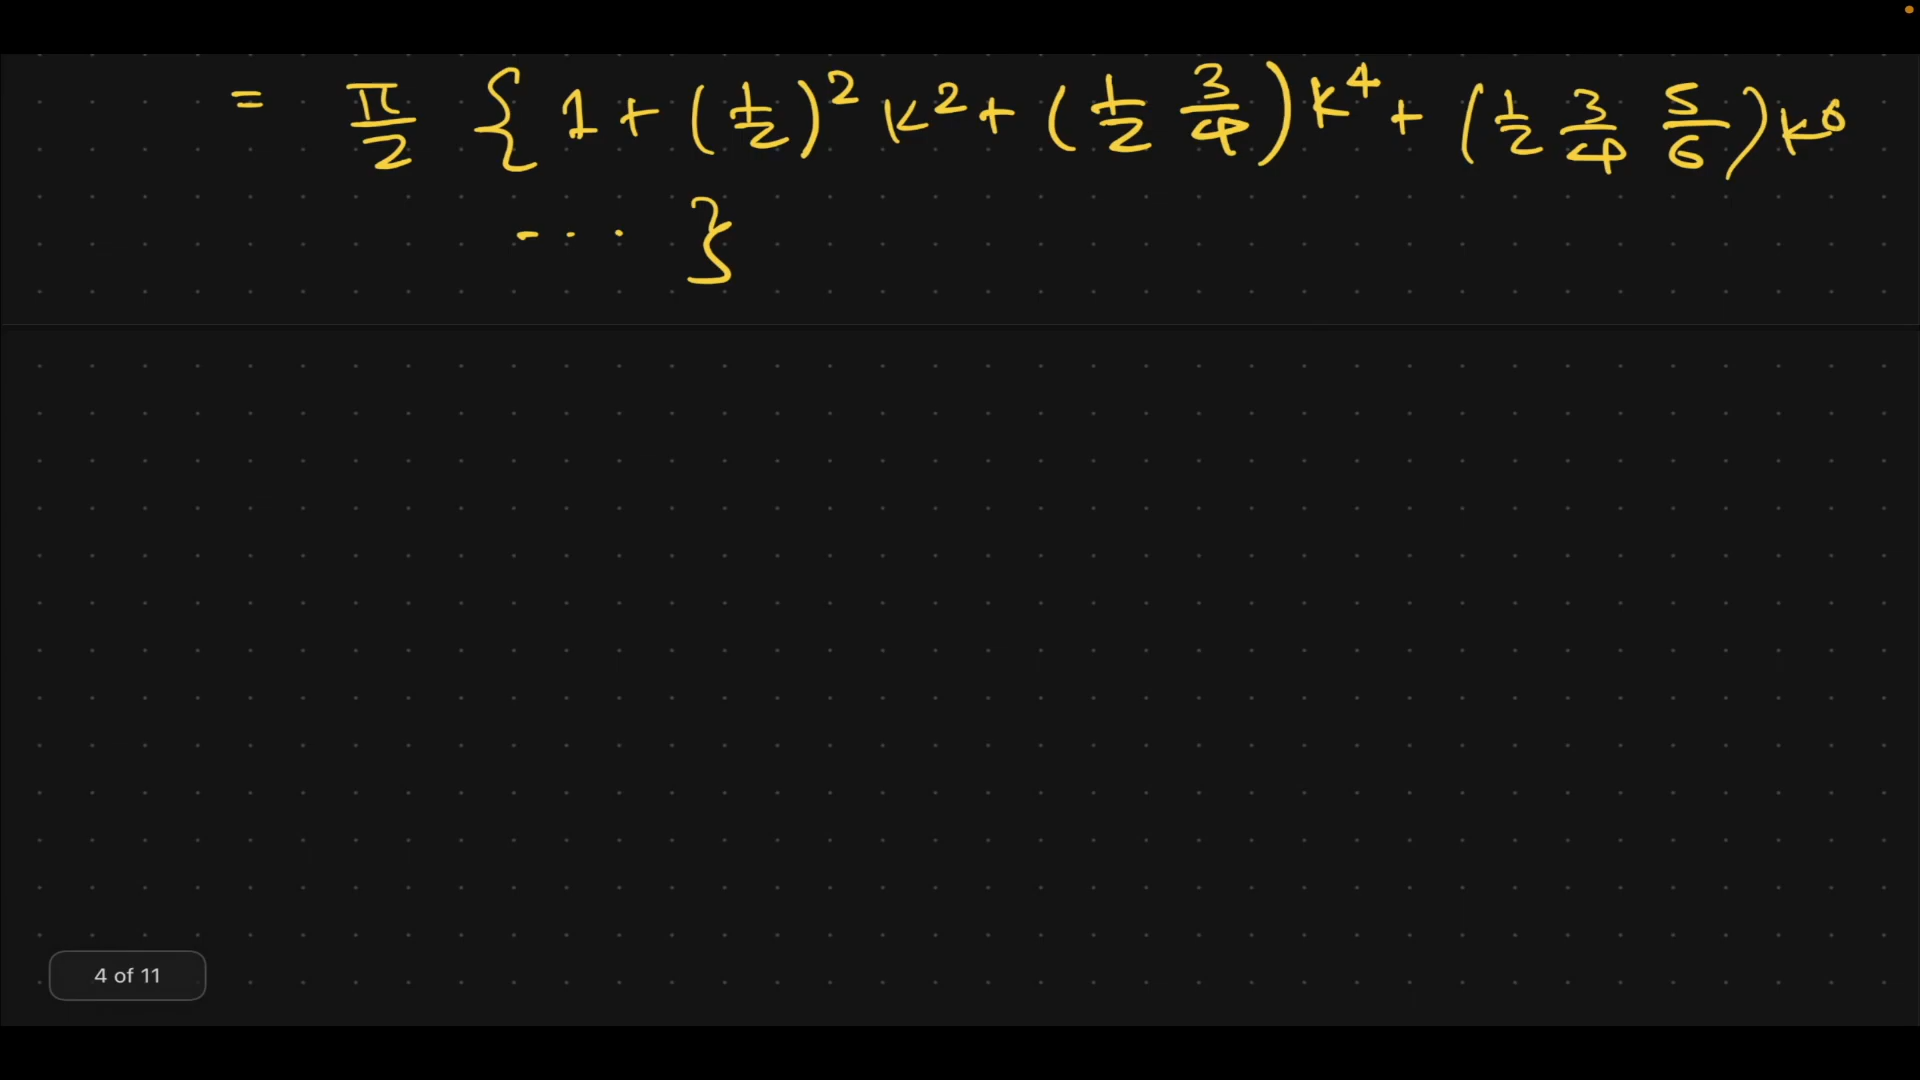 = π/2 { 1 + (1/2)² k² + (1/2 3/4) k⁴ + (1/2 3/4 5/6) k⁶
... }
4 of 11